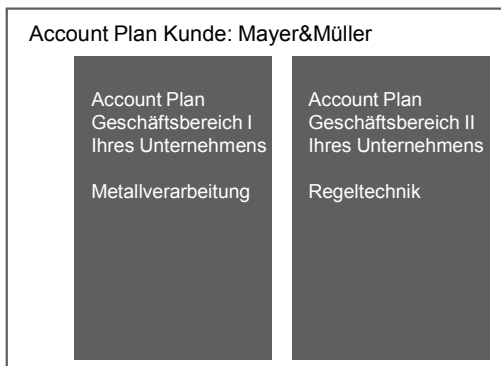 Account Plan Kunde: Mayer&Müller
Account Plan
Geschäftsbereich I
Ihres Unternehmens
Metallverarbeitung
Account Plan
Geschäftsbereich II
Ihres Unternehmens
Regeltechnik